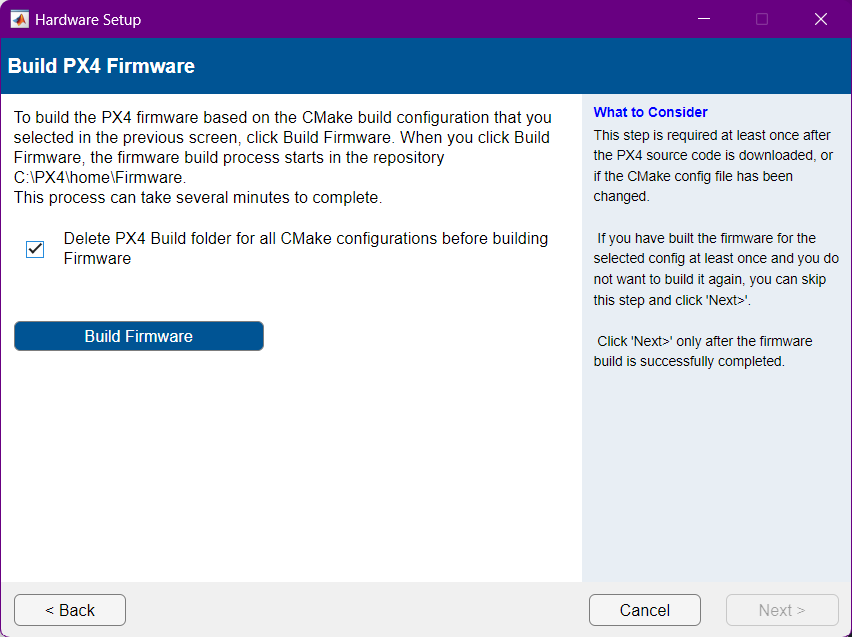 Hardware Setup
Build PX4 Firmware
To build the PX4 firmware based on the CMake build configuration that you
selected in the previous screen, click Build Firmware. When you click Build
Firmware, the firmware build process starts in the repository
C:\PX4\home\Firmware.
This process can take several minutes to complete.
Delete PX4 Build folder for all CMake configurations before building
Firmware
Build Firmware
What to Consider
This step is required at least once after
the PX4 source code is downloaded, or
if the CMake config file has been
changed.
If you have built the firmware for the
selected config at least once and you do
not want to build it again, you can skip
this step and click 'Next>'.
Click 'Next>' only after the firmware
build is successfully completed.
< Back
Cancel
Next >